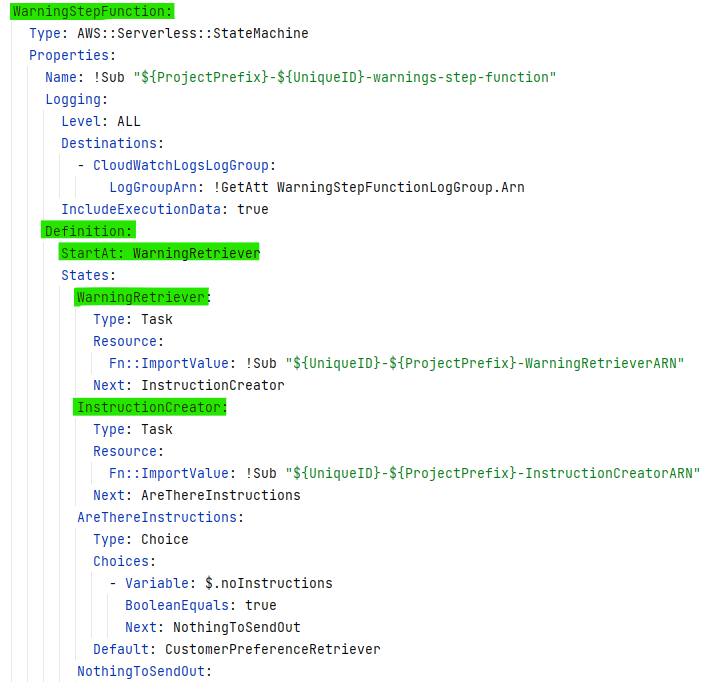 WarningStepFunction:
Type: AWS::Serverless::StateMachine
Properties:
Name: !Sub "${ProjectPrefix}-${UniqueID}-warnings-step-function"
Logging:
Level: ALL
Destinations:
- CloudWatchLogsLogGroup:
LogGroupArn: !GetAtt WarningStepFunctionLogGroup.Arn
IncludeExecutionData: true
Definition:
StartAt: WarningRetriever
States:
WarningRetriever:
Type: Task
Resource:
Fn::ImportValue: !Sub "${UniqueID}-${ProjectPrefix}-WarningRetrieverARN"
Next: InstructionCreator
InstructionCreator:
Type: Task
Resource:
Fn::ImportValue: !Sub "${UniqueID}-${ProjectPrefix}-InstructionCreatorARN"
Next: AreThereInstructions
AreThereInstructions:
Type: Choice
Choices:
- Variable: $.noInstructions
BooleanEquals: true
Next: NothingToSendOut
Default: CustomerPreferenceRetriever
NothingToSendOut: